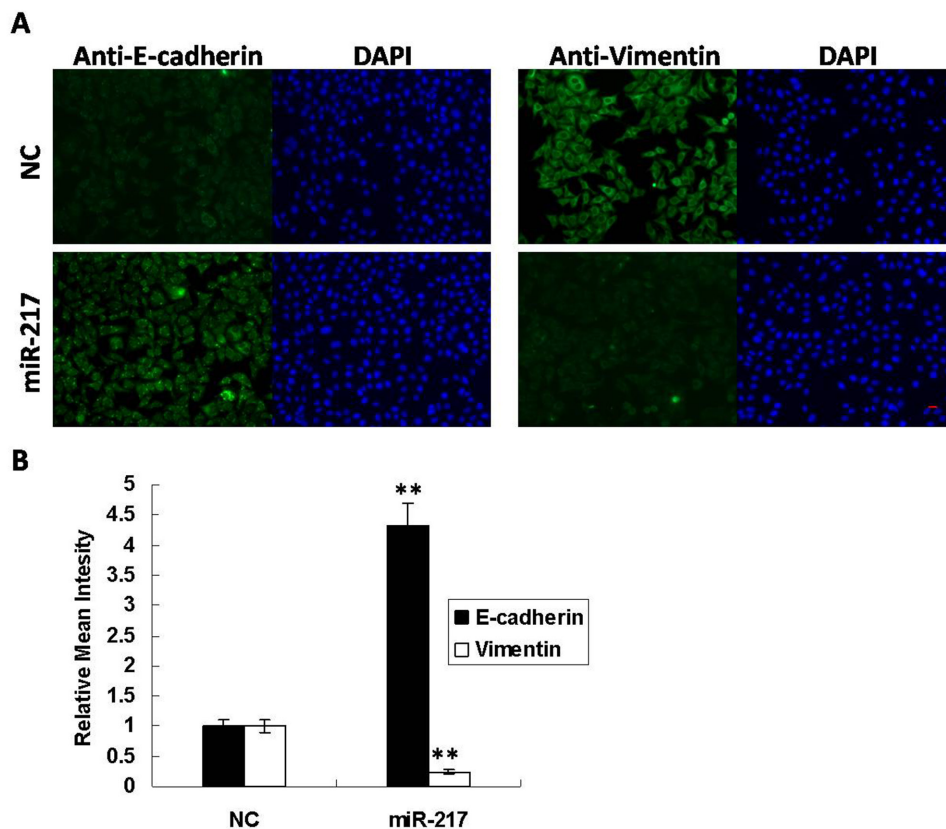 A
Anti-E-cadherin DAPI Anti-Vimentin DAPI
NC
miR-217
B
Relative Mean Intesity
5
4.5
4
3.5
3
2.5
2
1.5
1
0.5
0
**
**
E-cadherin
Vimentin
NC miR-217